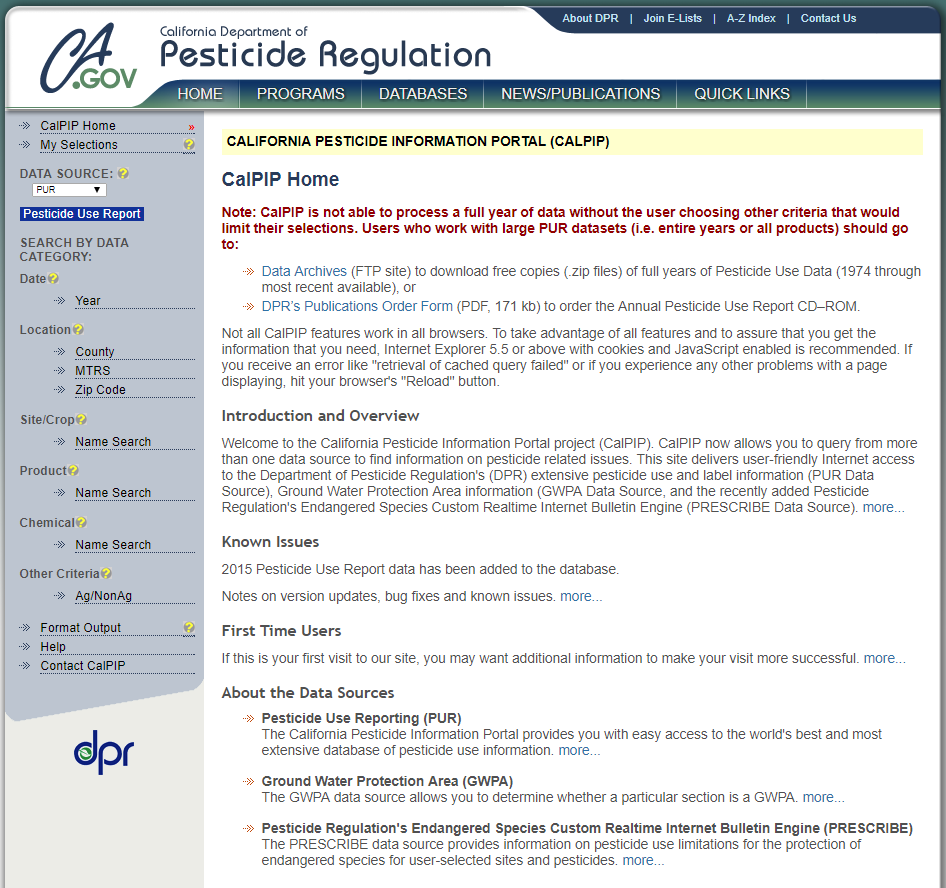 About DPR | Join E-Lists | A-Z Index | Contact Us
CA.GOV
California Department of
Pesticide Regulation
HOME PROGRAMS DATABASES NEWS/PUBLICATIONS QUICK LINKS
CalPIP Home »
My Selections ?
DATA SOURCE: ?
PUR ▼
Pesticide Use Report
SEARCH BY DATA
CATEGORY:
Date ?
Year
Location ?
County
MTRS
Zip Code
Site/Crop ?
Name Search
Product ?
Name Search
Chemical ?
Name Search
Other Criteria ?
Ag/NonAg
Format Output ?
Help
Contact CalPIP
dpr
CALIFORNIA PESTICIDE INFORMATION PORTAL (CALPIP)
CalPIP Home
Note: CalPIP is not able to process a full year of data without the user choosing other criteria that would
limit their selections. Users who work with large PUR datasets (i.e. entire years or all products) should go
to:
Data Archives (FTP site) to download free copies (.zip files) of full years of Pesticide Use Data (1974 through
most recent available), or
DPR's Publications Order Form (PDF, 171 kb) to order the Annual Pesticide Use Report CD–ROM.
Not all CalPIP features work in all browsers. To take advantage of all features and to assure that you get the
information that you need, Internet Explorer 5.5 or above with cookies and JavaScript enabled is recommended. If
you receive an error like "retrieval of cached query failed" or if you experience any other problems with a page
displaying, hit your browser's "Reload" button.
Introduction and Overview
Welcome to the California Pesticide Information Portal project (CalPIP). CalPIP now allows you to query from more
than one data source to find information on pesticide related issues. This site delivers user-friendly Internet access
to the Department of Pesticide Regulation's (DPR) extensive pesticide use and label information (PUR Data
Source), Ground Water Protection Area information (GWPA Data Source, and the recently added Pesticide
Regulation's Endangered Species Custom Realtime Internet Bulletin Engine (PRESCRIBE Data Source). more...
Known Issues
2015 Pesticide Use Report data has been added to the database.
Notes on version updates, bug fixes and known issues. more...
First Time Users
If this is your first visit to our site, you may want additional information to make your visit more successful. more...
About the Data Sources
Pesticide Use Reporting (PUR)
The California Pesticide Information Portal provides you with easy access to the world's best and most
extensive database of pesticide use information. more...
Ground Water Protection Area (GWPA)
The GWPA data source allows you to determine whether a particular section is a GWPA. more...
Pesticide Regulation's Endangered Species Custom Realtime Internet Bulletin Engine (PRESCRIBE)
The PRESCRIBE data source provides information on pesticide use limitations for the protection of
endangered species for user-selected sites and pesticides. more...